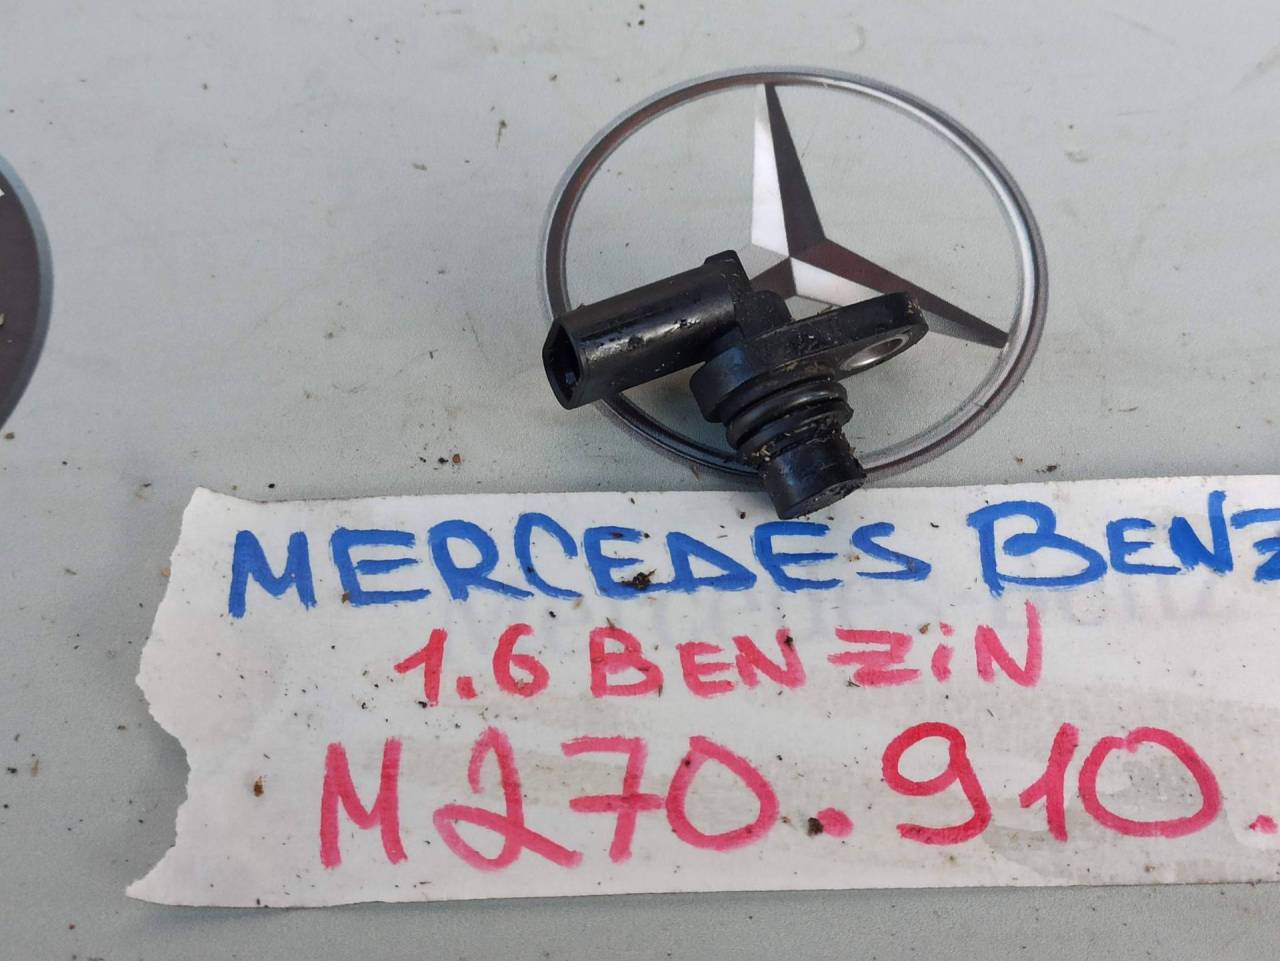 MERCEDES BENZ
1.6 BENZIN
M270.910.